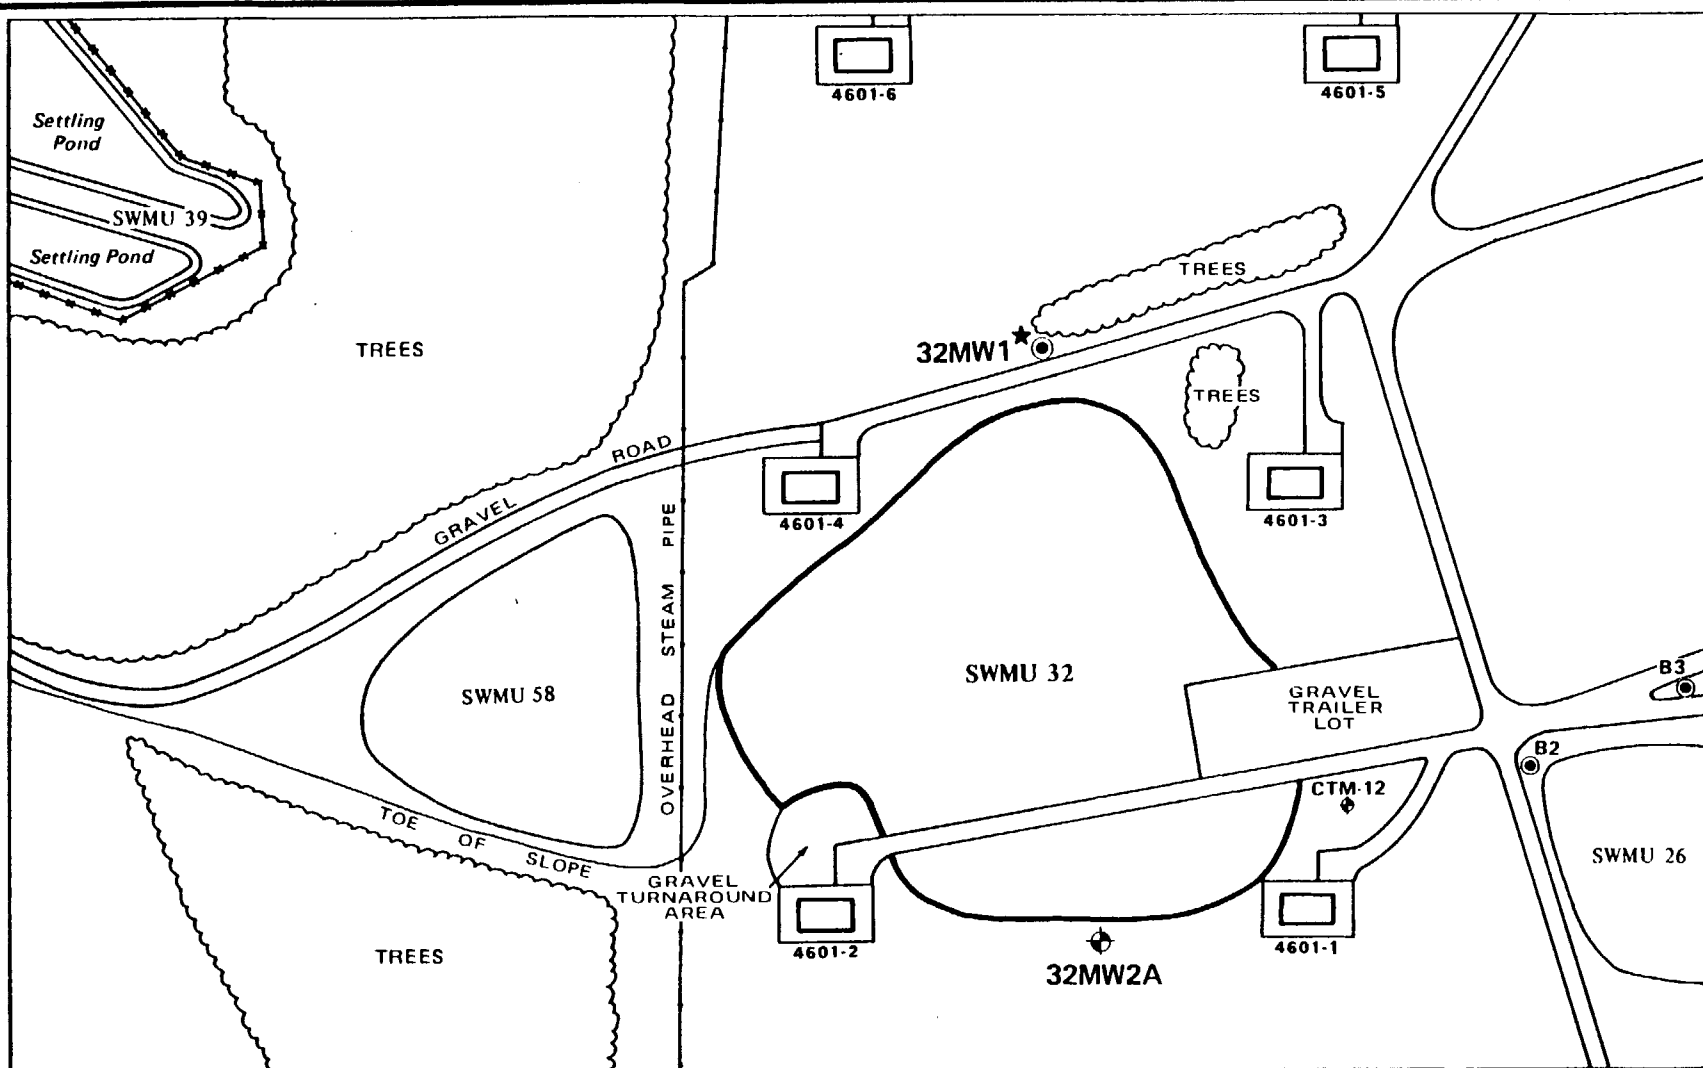 4601-6
4601-5
Settling
Pond
SWMU 39
Settling Pond
TREES
TREES
32MW1
TREES
GRAVEL ROAD
4601-4
4601-3
OVERHEAD STEAM PIPE
SWMU 58
SWMU 32
GRAVEL
TRAILER
LOT
B3
B2
CTM-12
TOE OF SLOPE
SWMU 26
GRAVEL
TURNAROUND
AREA
4601-2
4601-1
TREES
32MW2A